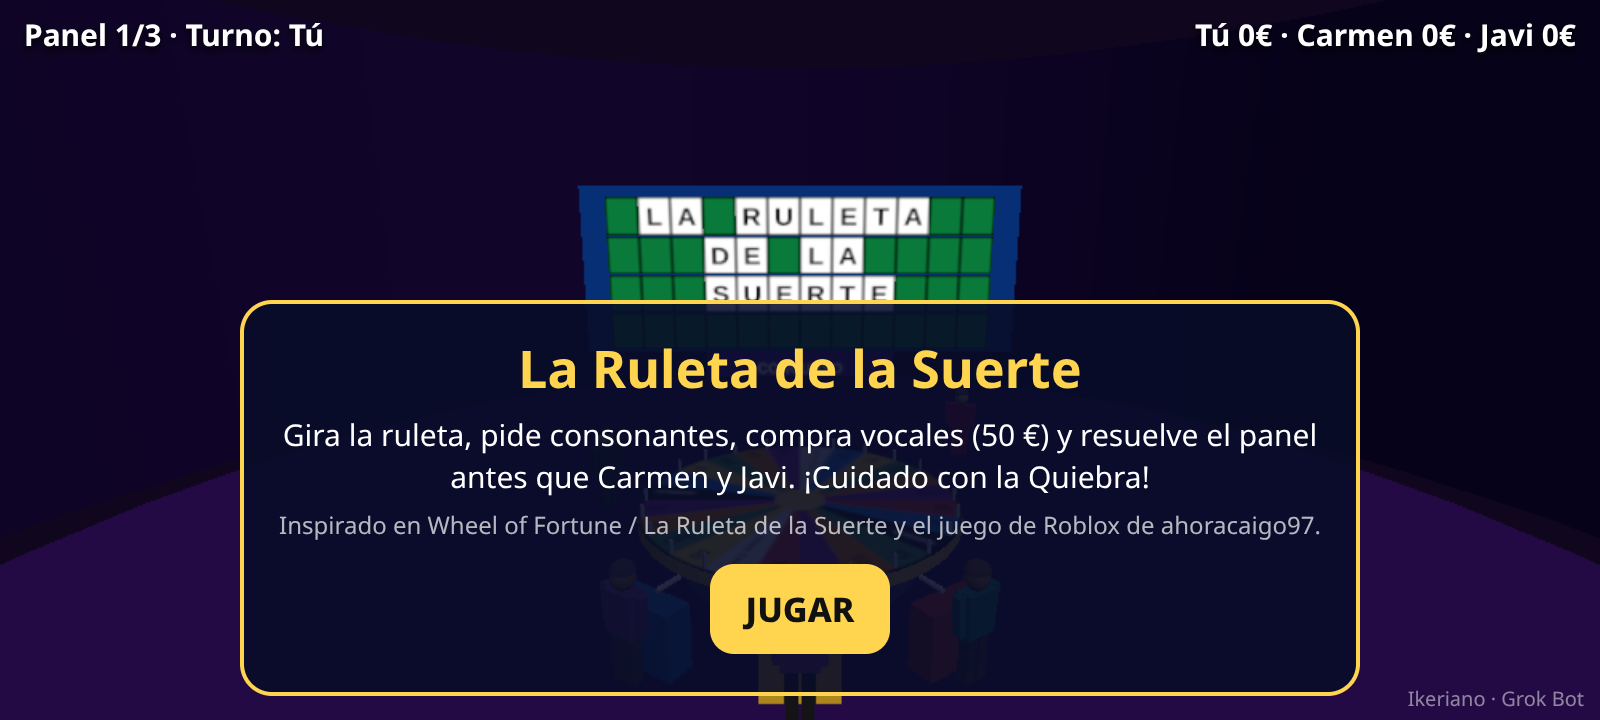 Panel 1/3 · Turno: Tú
Tú 0€ · Carmen 0€ · Javi 0€
LA RULETA
DE LA
SUERTE
La Ruleta de la Suerte
Gira la ruleta, pide consonantes, compra vocales (50 €) y resuelve el panel
antes que Carmen y Javi. ¡Cuidado con la Quiebra!
Inspirado en Wheel of Fortune / La Ruleta de la Suerte y el juego de Roblox de ahoracaigo97.
JUGAR
Ikeriano · Grok Bot